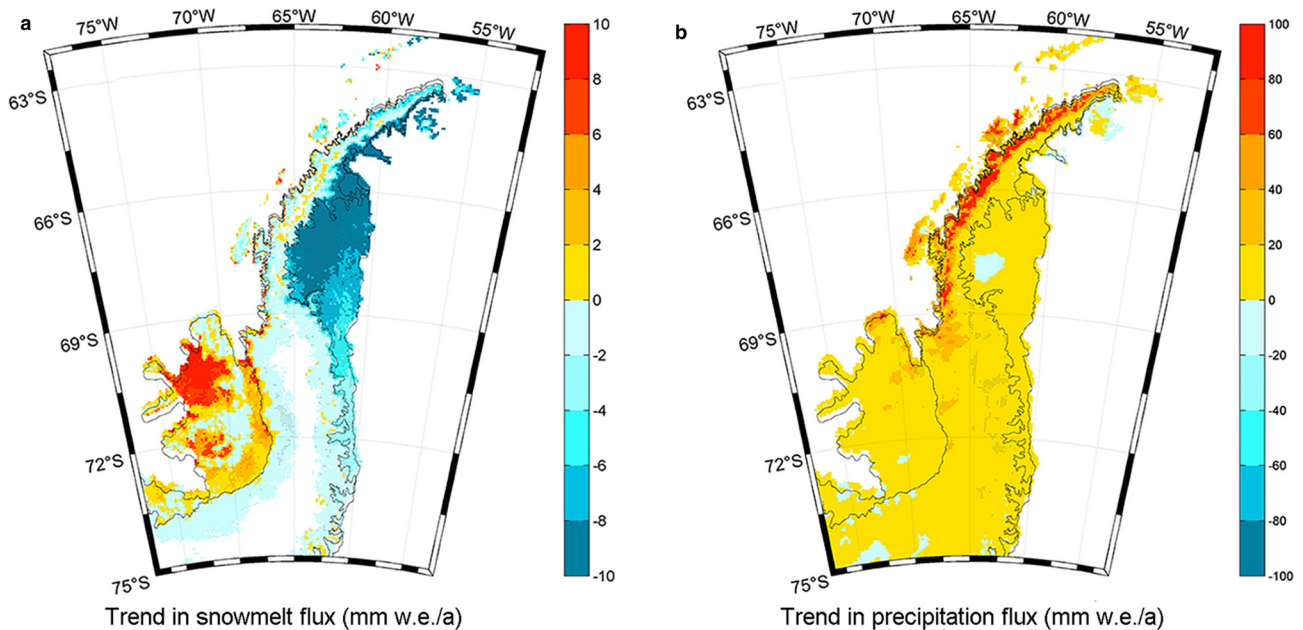 a
75°W
70°W
65°W
60°W
55°W
63°S
66°S
69°S
72°S
75°S
10
8
6
4
2
0
-2
-4
-6
-8
-10
Trend in snowmelt flux (mm w.e./a)
b
75°W
70°W
65°W
60°W
55°W
63°S
66°S
69°S
72°S
75°S
100
80
60
40
20
0
-20
-40
-60
-80
-100
Trend in precipitation flux (mm w.e./a)